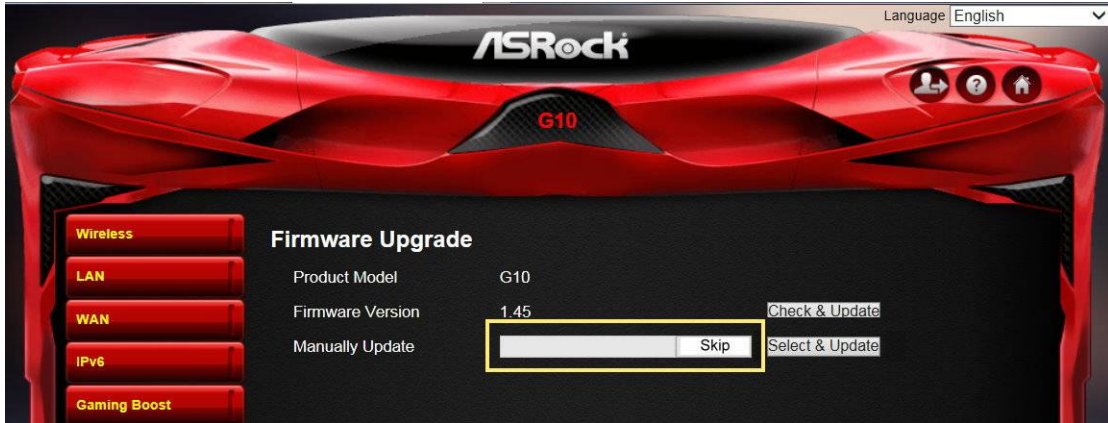 Language English
ASRock
G10
Wireless
LAN
WAN
IPv6
Gaming Boost
Firmware Upgrade
Product Model G10
Firmware Version 1.45 Check & Update
Manually Update Skip Select & Update